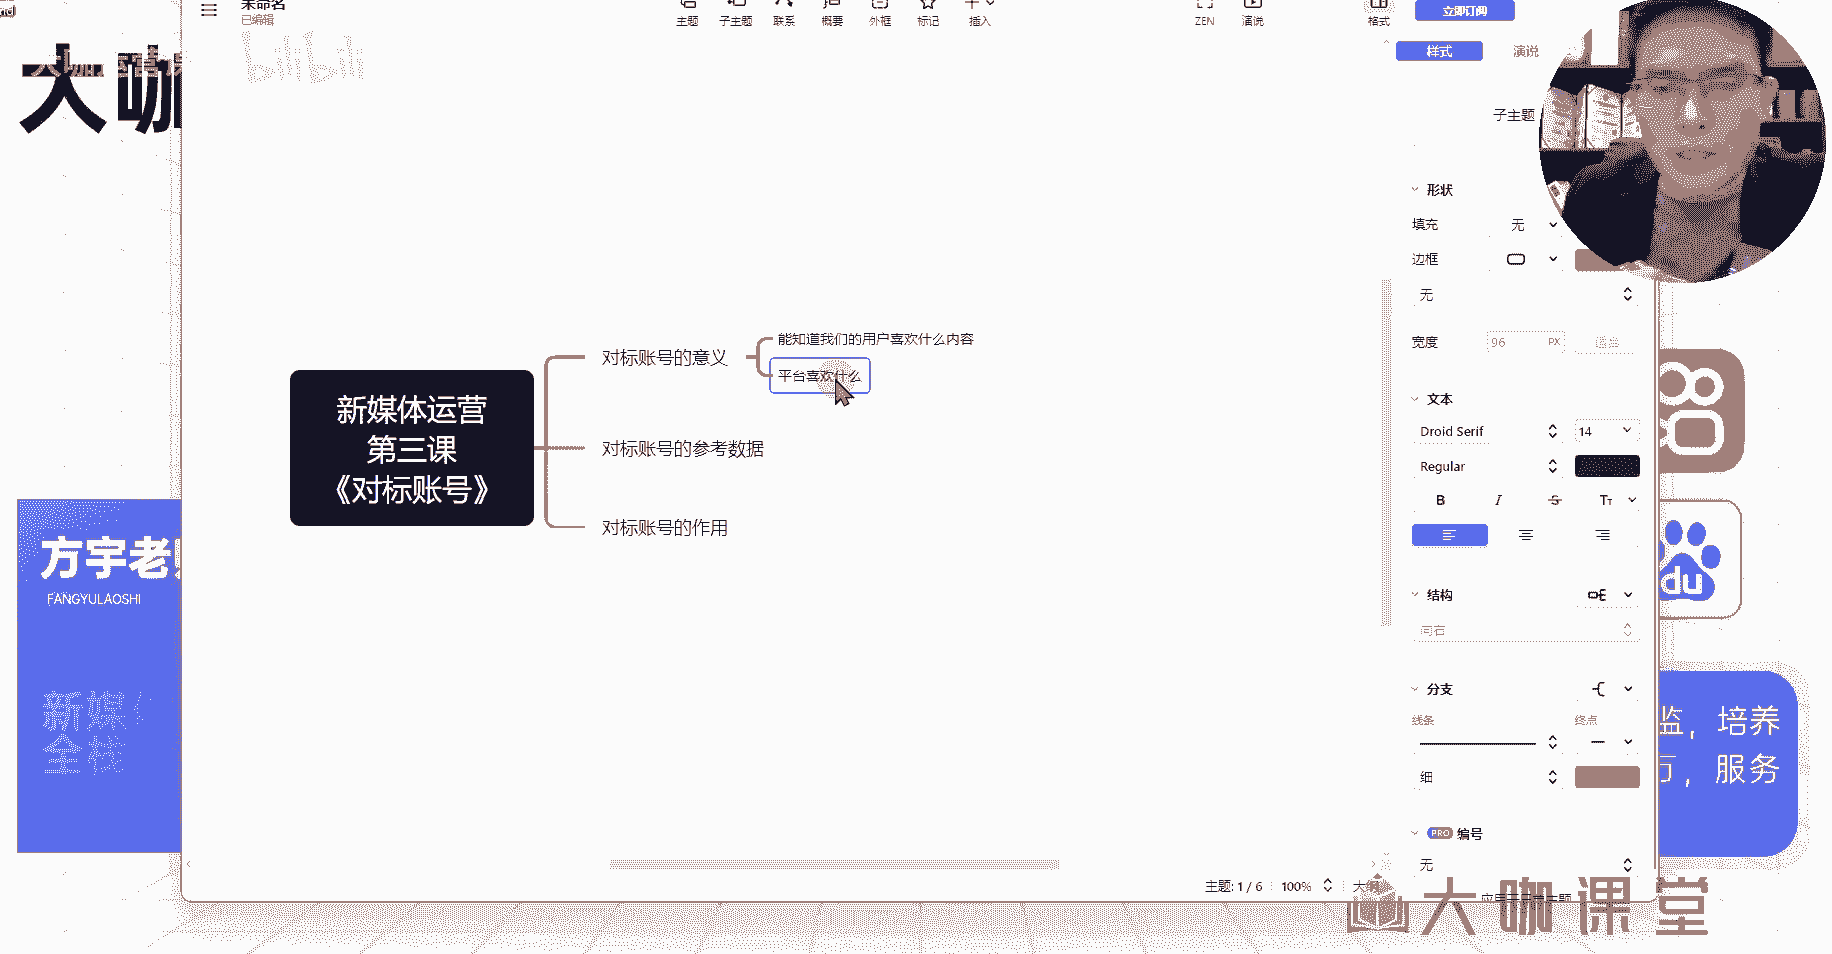 未命名
已编辑
主题
子主题
联系
概要
外框
标记
插入
ZEN
演说
格式
立即订阅
bilibili
大咖
样式
演说
子主题
形状
填充
无
边框
无
宽度
96
PX
文本
Droid Serif
14
Regular
B
I
S
TT
结构
向右
分支
线条
终点
细
PRO
编号
无
新媒体运营
第三课
《对标账号》
对标账号的意义
能知道我们的用户喜欢什么内容
平台喜欢什么
对标账号的参考数据
对标账号的作用
方宇老
FANGYULAOSHI
新媒
全栈
du
监，培养
万，服务
主题: 1 / 6
100%
大咖课堂